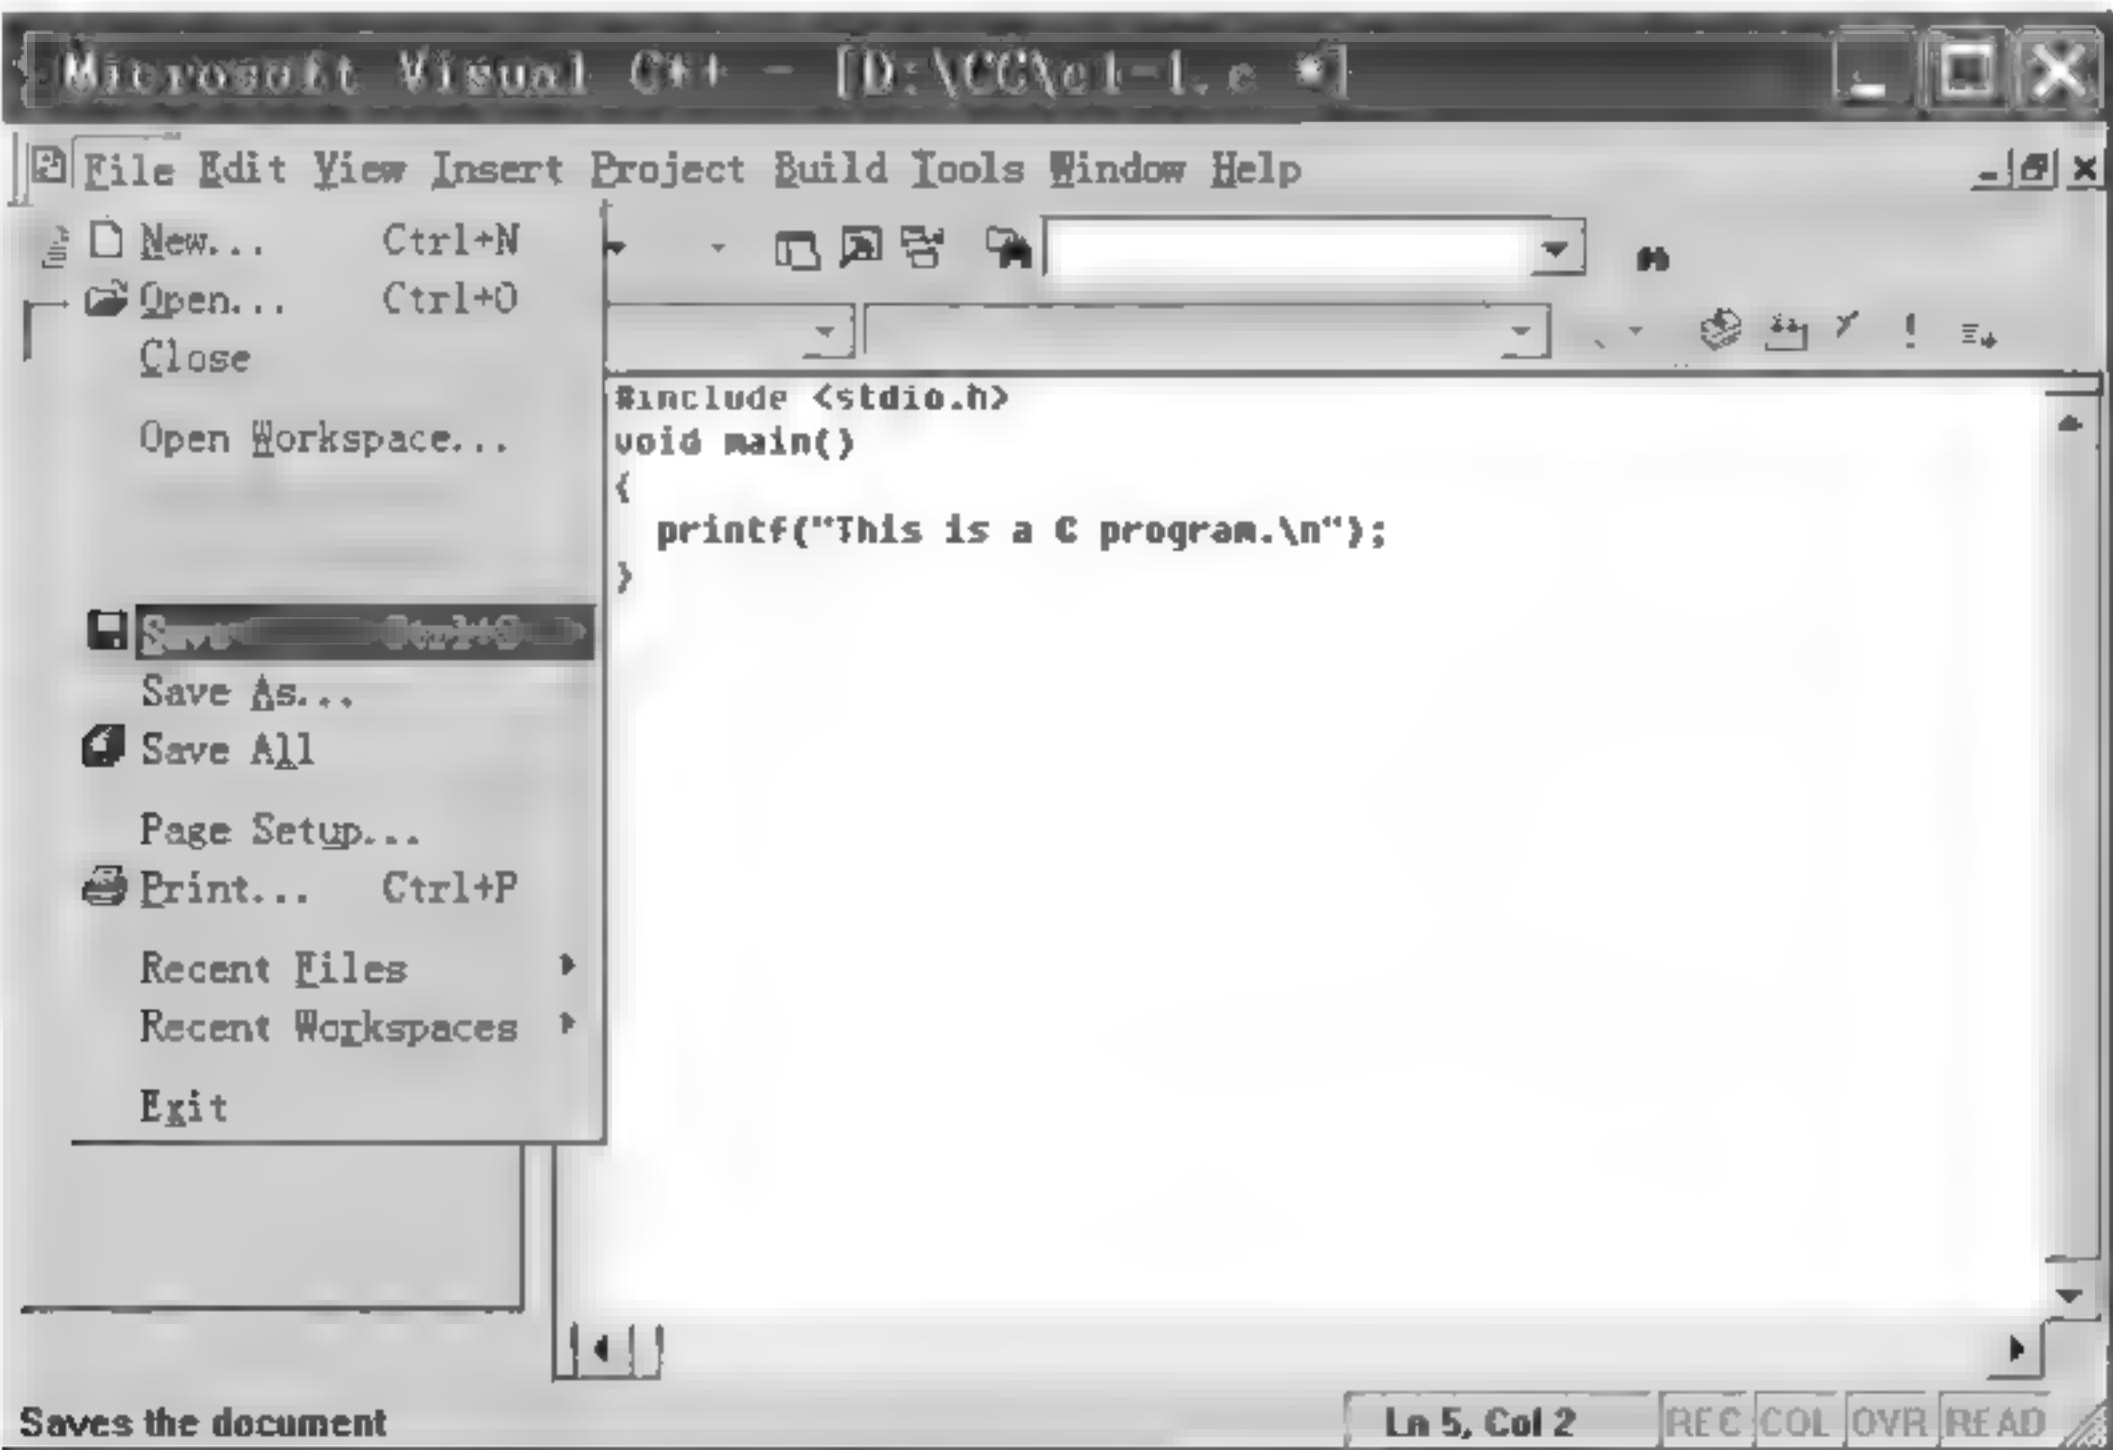 Microsoft Visual C++ - [D:\CC\c1-1.c *]
File Edit View Insert Project Build Tools Window Help
New... Ctrl+N
Open... Ctrl+O
Close
Open Workspace...
Save Ctrl+S
Save As...
Save All
Page Setup...
Print... Ctrl+P
Recent Files
Recent Workspaces
Exit
#include <stdio.h>
void main()
{
printf("This is a C program.\n");
}
Saves the document
Ln 5, Col 2
REC COL OVR READ